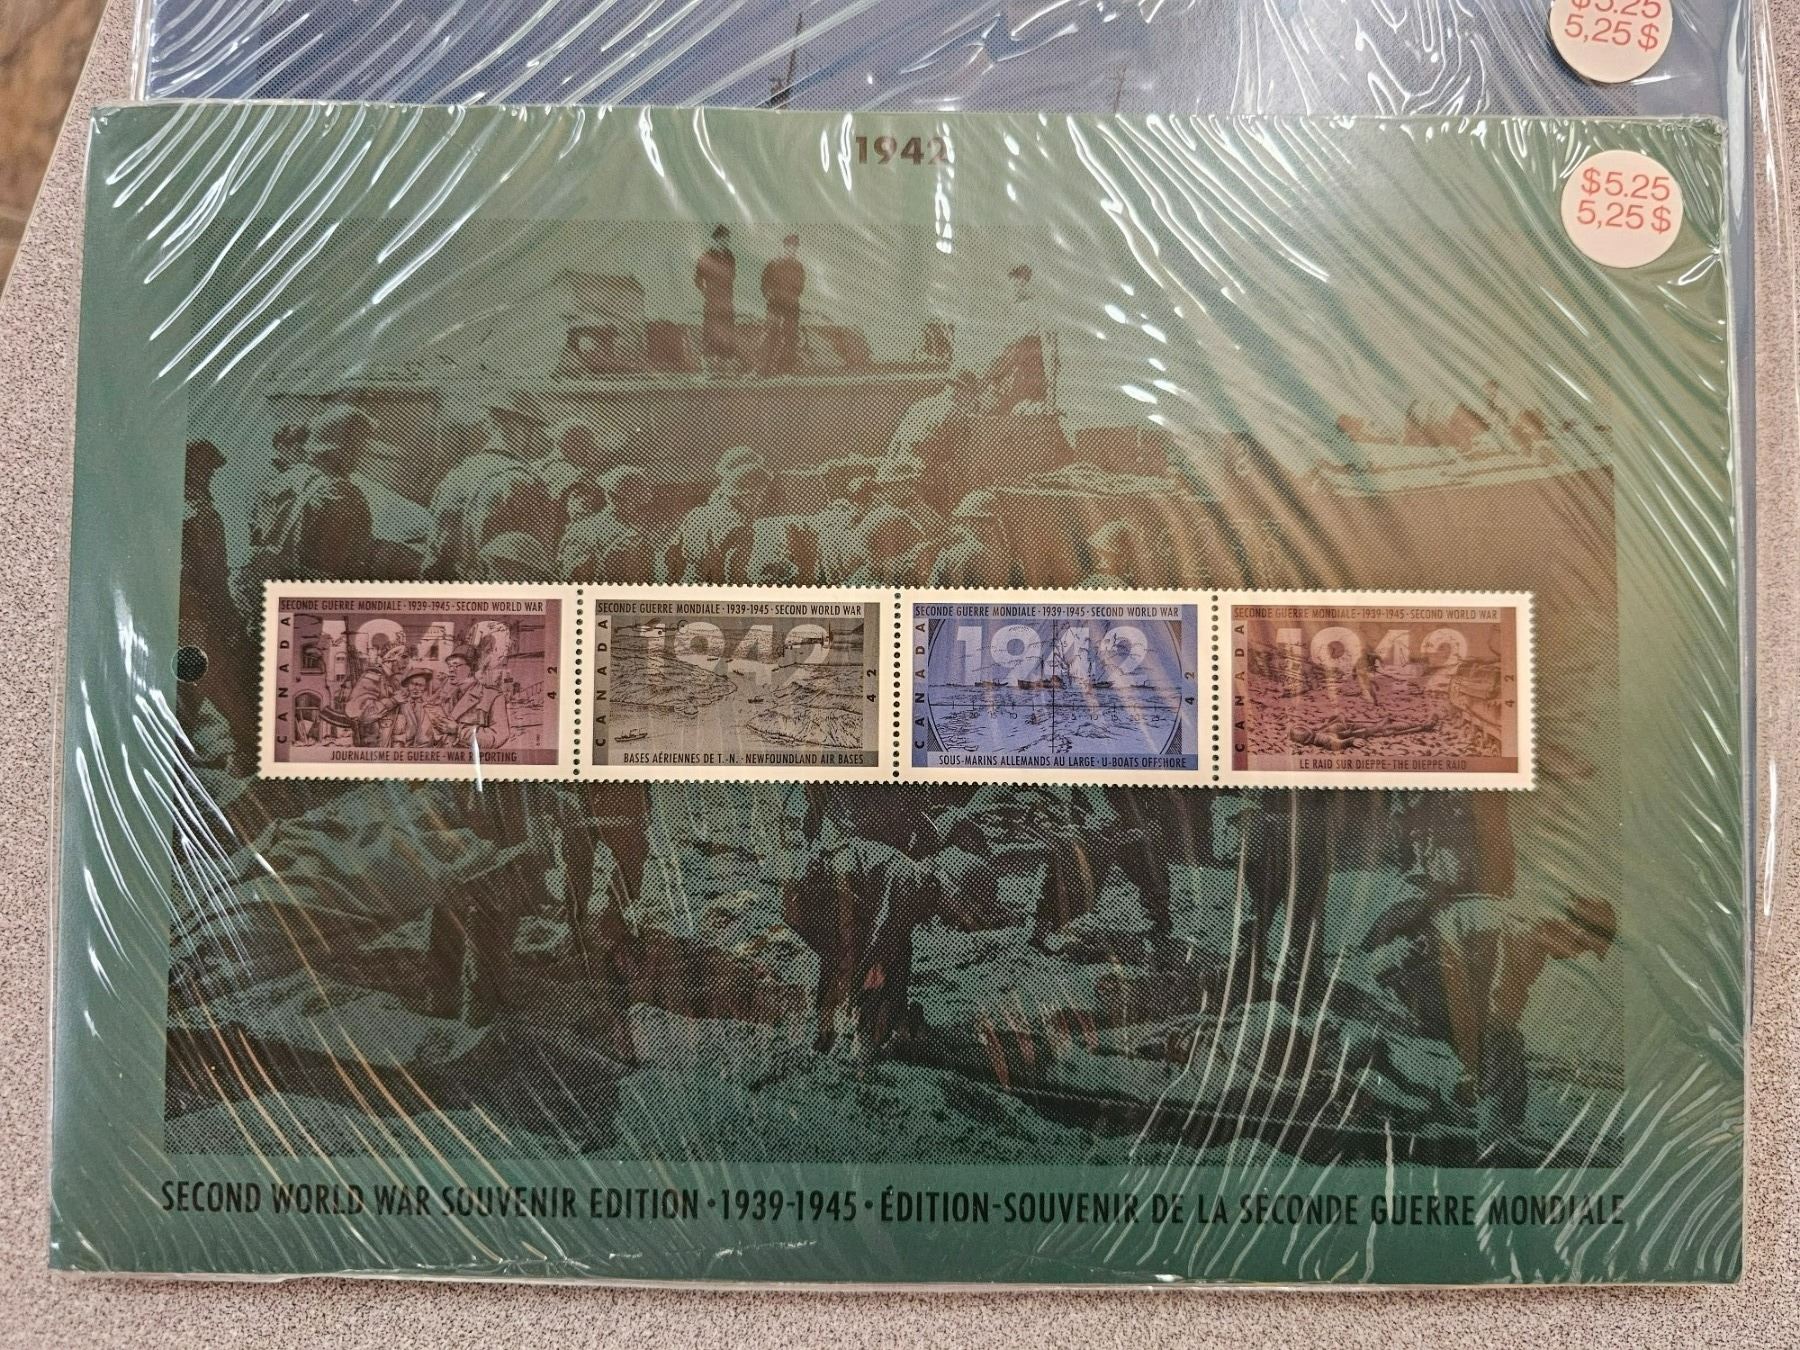 $5.25
5,25 $
1942
$5.25
5,25 $
SECONDE GUERRE MONDIALE · 1939-1945 · SECOND WORLD WAR
1942
CANADA
42
JOURNALISME DE GUERRE · WAR REPORTING
SECONDE GUERRE MONDIALE · 1939-1945 · SECOND WORLD WAR
1942
CANADA
42
BASES AÉRIENNES DE T.-N. · NEWFOUNDLAND AIR BASES
SECONDE GUERRE MONDIALE · 1939-1945 · SECOND WORLD WAR
1942
CANADA
42
SOUS-MARINS ALLEMANDS AU LARGE · U-BOATS OFFSHORE
SECONDE GUERRE MONDIALE · 1939-1945 · SECOND WORLD WAR
1942
CANADA
42
LE RAID SUR DIEPPE · THE DIEPPE RAID
SECOND WORLD WAR SOUVENIR EDITION · 1939-1945 · ÉDITION-SOUVENIR DE LA SECONDE GUERRE MONDIALE